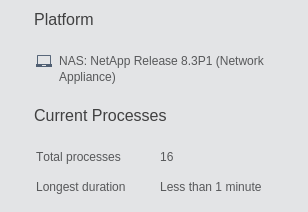 Platform
NAS: NetApp Release 8.3P1 (Network
Appliance)
Current Processes
Total processes 16
Longest duration Less than 1 minute